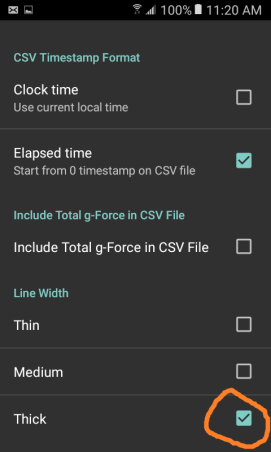 100% 11:20 AM
CSV Timestamp Format
Clock time
Use current local time
Elapsed time
Start from 0 timestamp on CSV file
Include Total g-Force in CSV File
Include Total g-Force in CSV File
Line Width
Thin
Medium
Thick